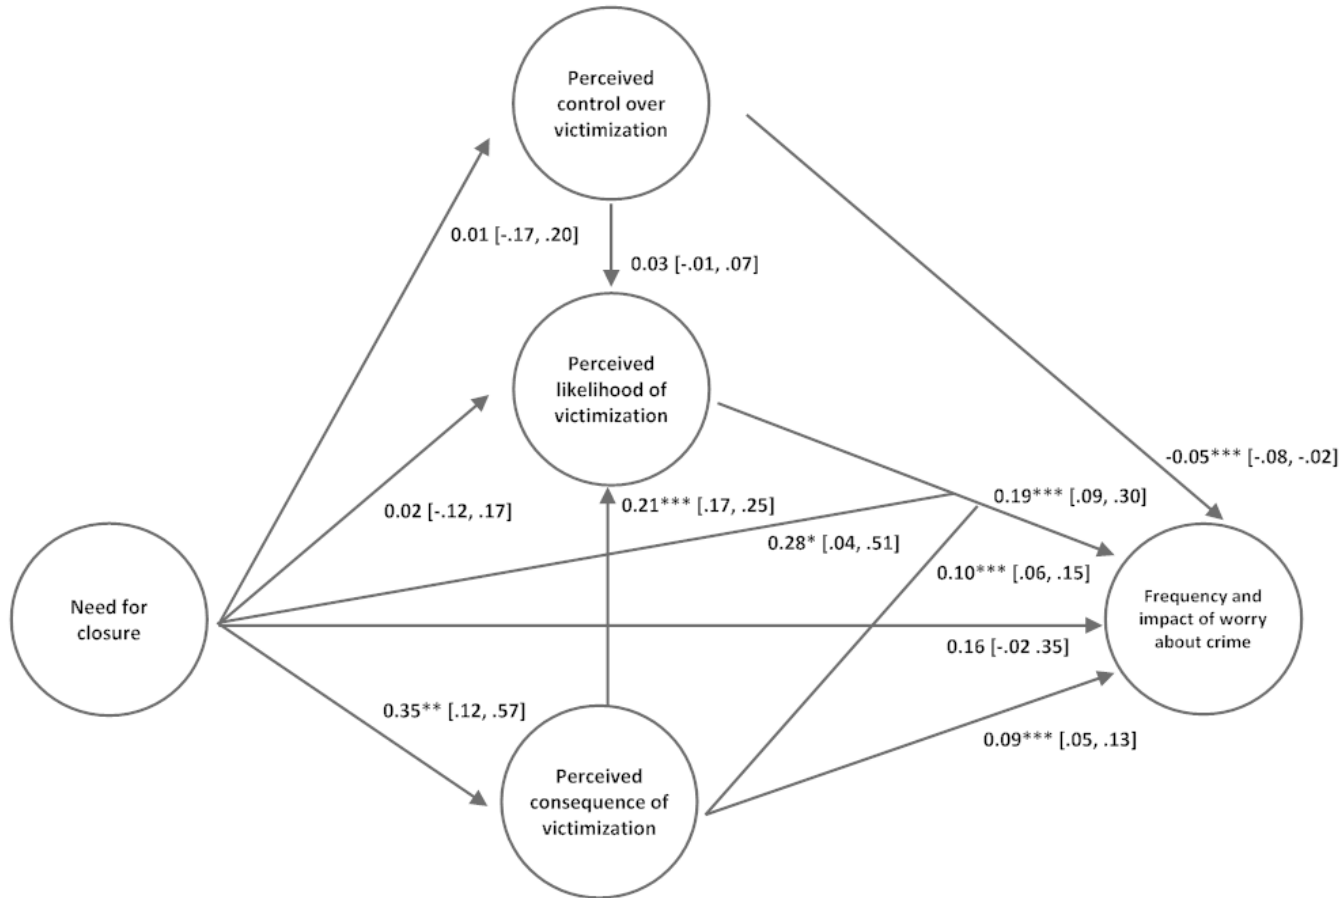 Perceived
control over
victimization
0.01 [-.17, .20]
0.03 [-.01, .07]
Perceived
likelihood of
victimization
-0.05*** [-.08, -.02]
0.19*** [.09, .30]
0.21*** [.17, .25]
0.02 [-.12, .17]
0.28* [.04, .51]
0.10*** [.06, .15]
Need for
closure
Frequency and
impact of worry
about crime
0.16 [-.02 .35]
0.35** [.12, .57]
0.09*** [.05, .13]
Perceived
consequence of
victimization